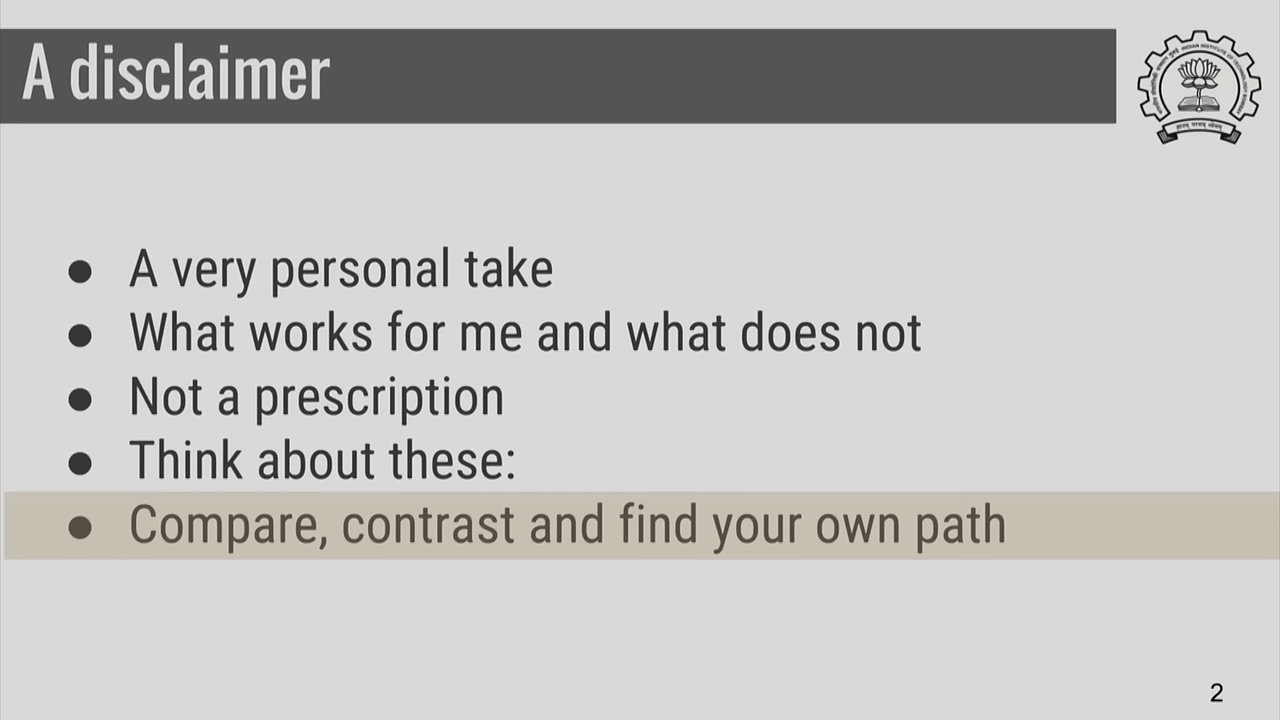 A disclaimer
● A very personal take
● What works for me and what does not
● Not a prescription
● Think about these:
● Compare, contrast and find your own path
2